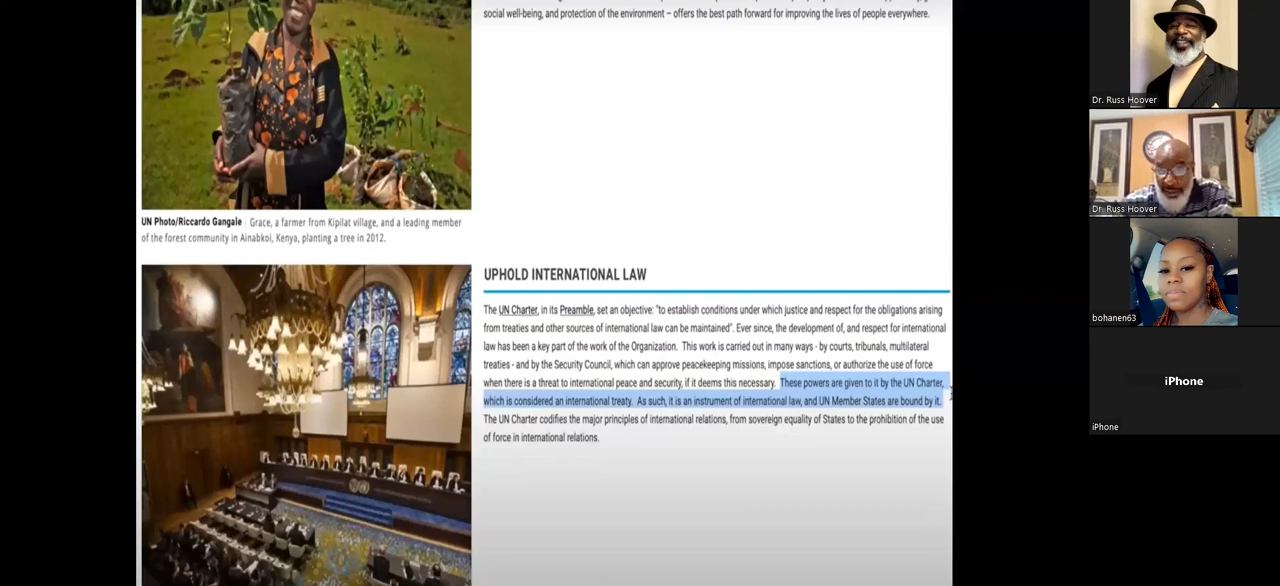 social well-being, and protection of the environment – offers the best path forward for improving the lives of people everywhere.
UN Photo/Riccardo Gangale | Grace, a farmer from Kipilat village, and a leading member
of the forest community in Ainabkoi, Kenya, planting a tree in 2012.
UPHOLD INTERNATIONAL LAW
The UN Charter, in its Preamble, set an objective: "to establish conditions under which justice and respect for the obligations arising
from treaties and other sources of international law can be maintained". Ever since, the development of, and respect for international
law has been a key part of the work of the Organization. This work is carried out in many ways - by courts, tribunals, multilateral
treaties - and by the Security Council, which can approve peacekeeping missions, impose sanctions, or authorize the use of force
when there is a threat to international peace and security, if it deems this necessary. These powers are given to it by the UN Charter,
which is considered an international treaty. As such, it is an instrument of international law, and UN Member States are bound by it.
The UN Charter codifies the major principles of international relations, from sovereign equality of States to the prohibition of the use
of force in international relations.
Dr. Russ Hoover
Dr. Russ Hoover
bohanen63
iPhone
iPhone